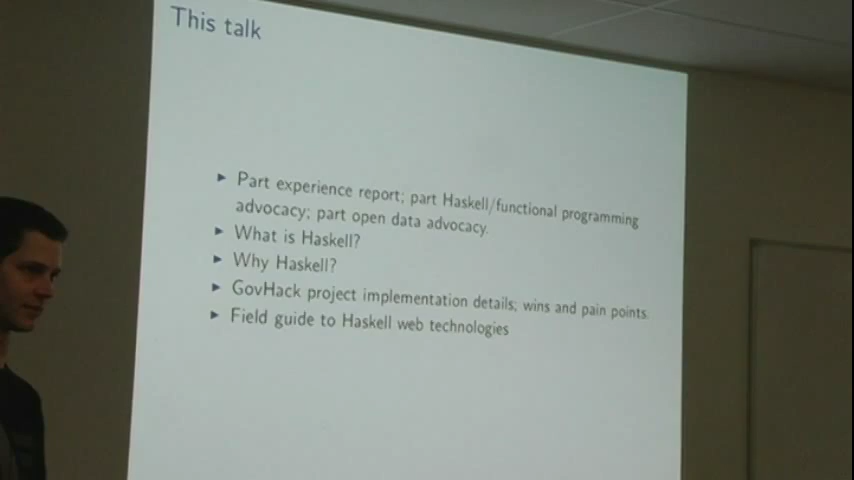 This talk
▶ Part experience report; part Haskell/functional programming
advocacy; part open data advocacy.
▶ What is Haskell?
▶ Why Haskell?
▶ GovHack project implementation details; wins and pain points.
▶ Field guide to Haskell web technologies